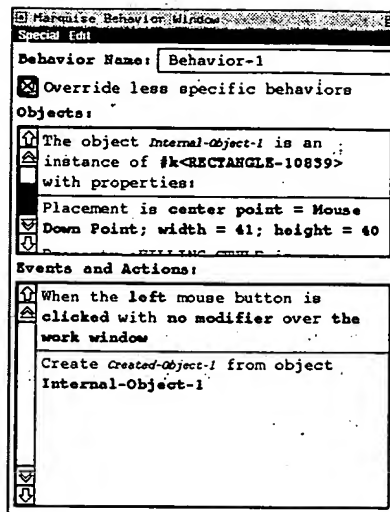 Marquise Behavior Window
Special Edit
Behavior Name: Behavior-1
Override less specific behaviors
Objects:
The object Internal-Object-1 is an
instance of #k<RECTANGLE-10839>
with properties:
Placement is center point = Mouse
Down Point; width = 41; height = 40
Events and Actions:
When the left mouse button is
clicked with no modifier over the
work window
Create Created-Object-1 from object
Internal-Object-1